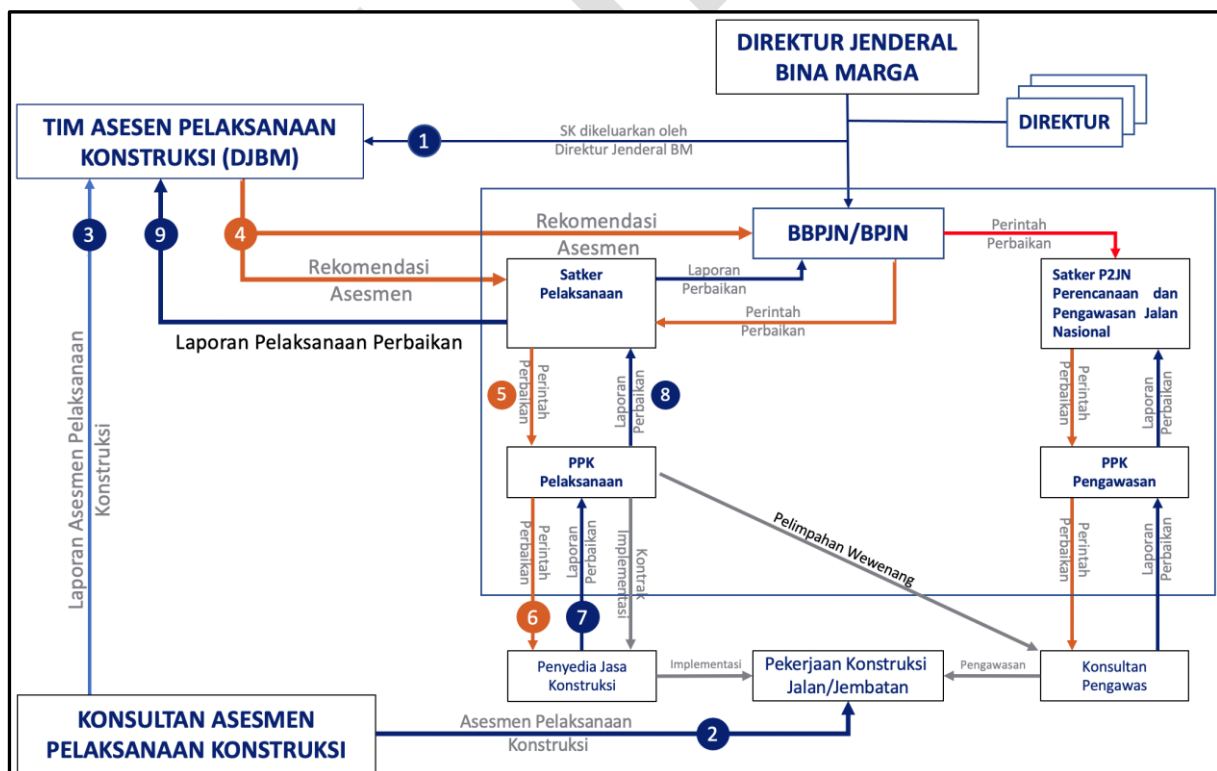 DIREKTUR JENDERAL
BINA MARGA
DIREKTUR
TIM ASESEN PELAKSANAAN
KONSTRUKSI (DJBM)
1
SK dikeluarkan oleh
Direktur Jenderal BM
3
9
4
Rekomendasi
Asesmen
BBPJN/BPJN
Perintah
Perbaikan
Rekomendasi
Asesmen
Satker
Pelaksanaan
Laporan
Perbaikan
Perintah
Perbaikan
Satker P2JN
Perencanaan dan
Pengawasan Jalan
Nasional
Laporan Pelaksanaan Perbaikan
5
Perintah
Perbaikan
Laporan
Perbaikan
8
Perintah
Perbaikan
Laporan
Perbaikan
Laporan Asesmen Pelaksanaan
Konstruksi
PPK
Pelaksanaan
PPK
Pengawasan
Pelimpahan Wewenang
Perintah
Perbaikan
Laporan
Perbaikan
Kontrak
Implementasi
Perintah
Perbaikan
Laporan
Perbaikan
6
7
Penyedia Jasa
Konstruksi
Implementasi
Pekerjaan Konstruksi
Jalan/Jembatan
Pengawasan
Konsultan
Pengawas
KONSULTAN ASESMEN
PELAKSANAAN KONSTRUKSI
Asesmen Pelaksanaan
Konstruksi
2